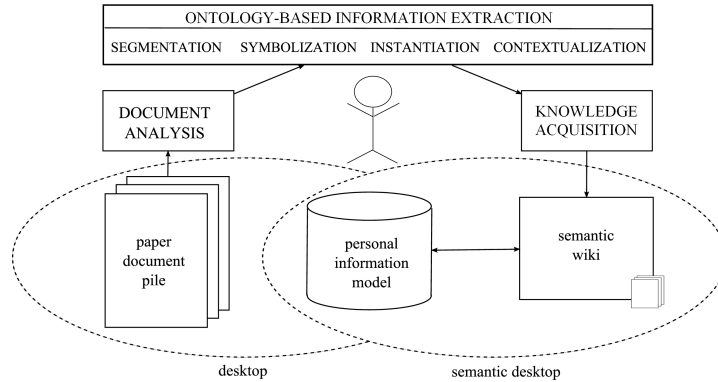 ONTOLOGY-BASED INFORMATION EXTRACTION
SEGMENTATION SYMBOLIZATION INSTANTIATION CONTEXTUALIZATION
DOCUMENT
ANALYSIS
KNOWLEDGE
ACQUISITION
paper
document
pile
personal
information
model
semantic
wiki
desktop
semantic desktop